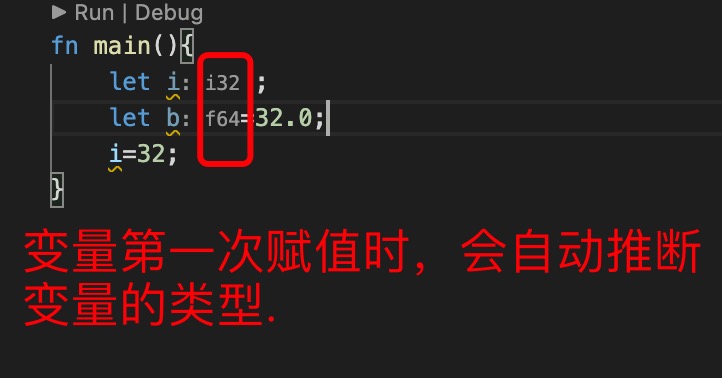 ▶ Run | Debug
fn main(){
let i: i32 ;
let b: f64=32.0;
i=32;
}
变量第一次赋值时，会自动推断
变量的类型.